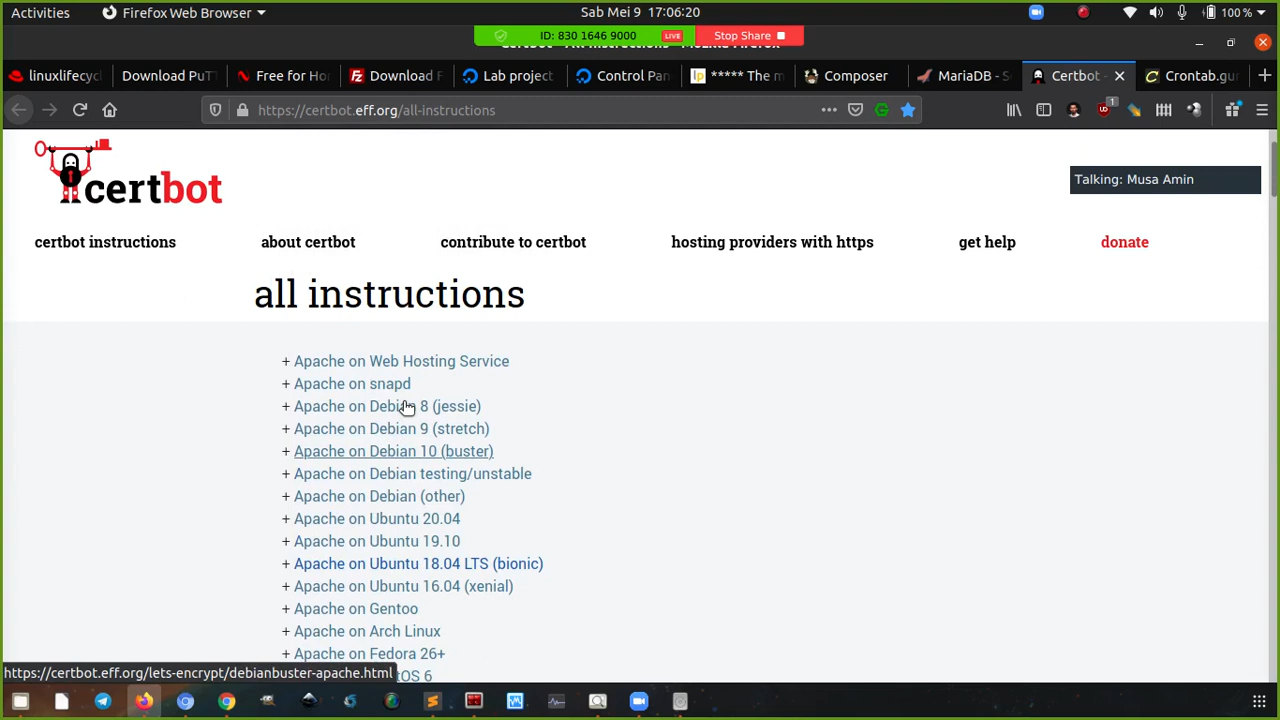 Activities
Firefox Web Browser
Sab Mei 9 17:06:20
100 %
ID: 830 1646 9000
LIVE
Stop Share
linuxlifecyc
Download PuT
Free for Ho
Download F
Lab project
Control Pan
***** The m
Composer
MariaDB - S
Certbot -
Crontab.gu
https://certbot.eff.org/all-instructions
1
certbot
Talking: Musa Amin
certbot instructions
about certbot
contribute to certbot
hosting providers with https
get help
donate
all instructions
+ Apache on Web Hosting Service
+ Apache on snapd
+ Apache on Debian 8 (jessie)
+ Apache on Debian 9 (stretch)
+ Apache on Debian 10 (buster)
+ Apache on Debian testing/unstable
+ Apache on Debian (other)
+ Apache on Ubuntu 20.04
+ Apache on Ubuntu 19.10
+ Apache on Ubuntu 18.04 LTS (bionic)
+ Apache on Ubuntu 16.04 (xenial)
+ Apache on Gentoo
+ Apache on Arch Linux
+ Apache on Fedora 26+
tOS 6
https://certbot.eff.org/lets-encrypt/debianbuster-apache.html